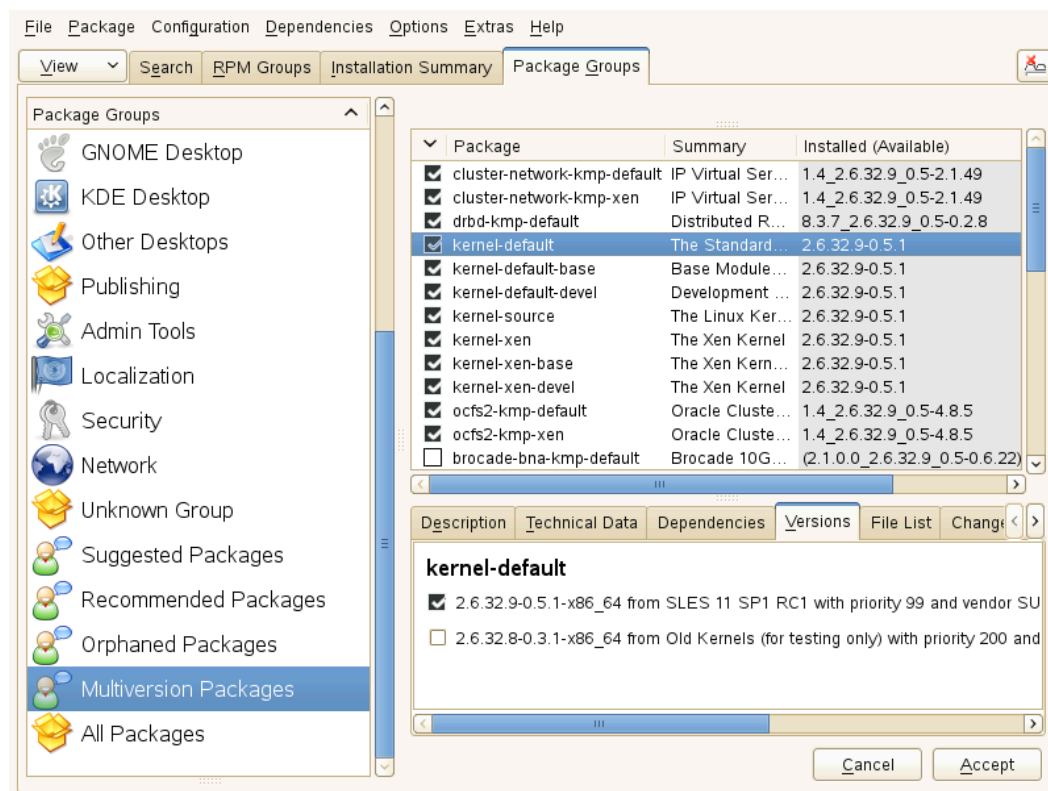 File Package Configuration Dependencies Options Extras Help
View Search RPM Groups Installation Summary Package Groups
Package Groups
GNOME Desktop
KDE Desktop
Other Desktops
Publishing
Admin Tools
Localization
Security
Network
Unknown Group
Suggested Packages
Recommended Packages
Orphaned Packages
Multiversion Packages
All Packages
Package Summary Installed (Available)
cluster-network-kmp-default IP Virtual Ser... 1.4_2.6.32.9_0.5-2.1.49
cluster-network-kmp-xen IP Virtual Ser... 1.4_2.6.32.9_0.5-2.1.49
drbd-kmp-default Distributed R... 8.3.7_2.6.32.9_0.5-0.2.8
kernel-default The Standard... 2.6.32.9-0.5.1
kernel-default-base Base Module... 2.6.32.9-0.5.1
kernel-default-devel Development ... 2.6.32.9-0.5.1
kernel-source The Linux Ker... 2.6.32.9-0.5.1
kernel-xen The Xen Kernel 2.6.32.9-0.5.1
kernel-xen-base The Xen Kern... 2.6.32.9-0.5.1
kernel-xen-devel The Xen Kernel 2.6.32.9-0.5.1
ocfs2-kmp-default Oracle Cluste... 1.4_2.6.32.9_0.5-4.8.5
ocfs2-kmp-xen Oracle Cluste... 1.4_2.6.32.9_0.5-4.8.5
brocade-bna-kmp-default Brocade 10G... (2.1.0.0_2.6.32.9_0.5-0.6.22)
Description Technical Data Dependencies Versions File List Change
kernel-default
2.6.32.9-0.5.1-x86_64 from SLES 11 SP1 RC1 with priority 99 and vendor SU
2.6.32.8-0.3.1-x86_64 from Old Kernels (for testing only) with priority 200 and
Cancel Accept